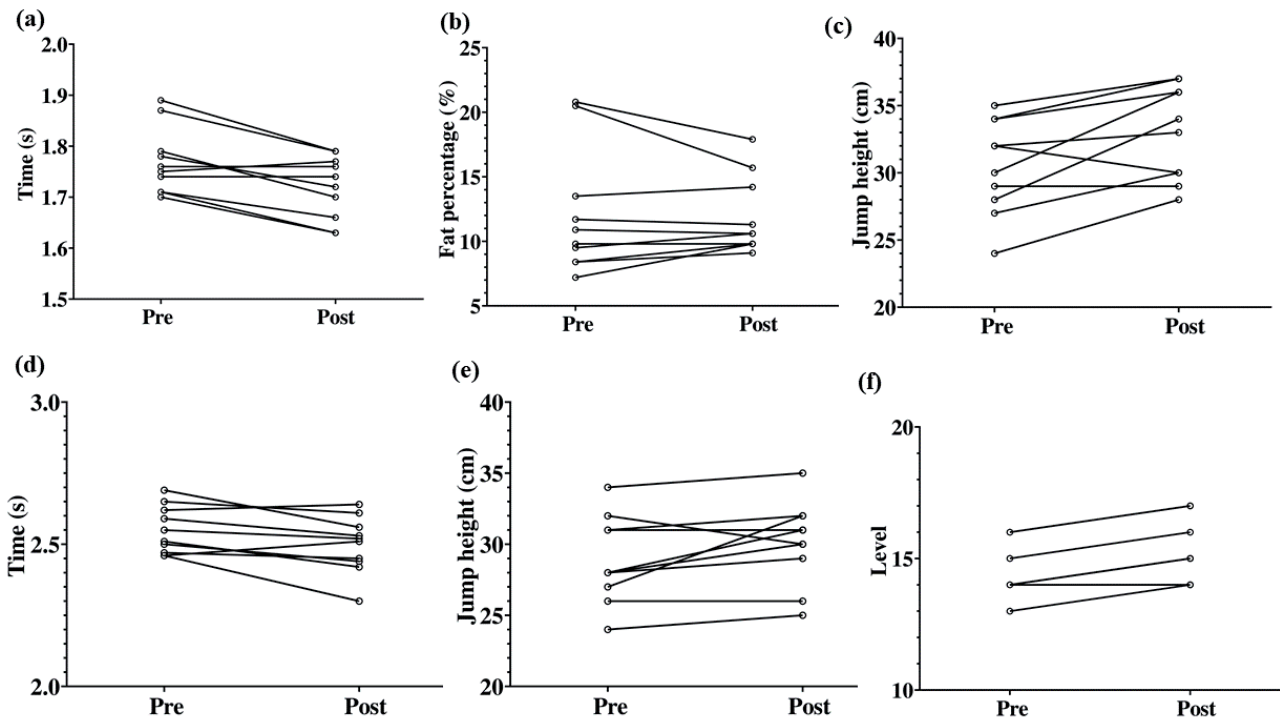 (a)
2.0
1.9
1.8
1.7
1.6
1.5
Time (s)
Pre Post
(b)
25
20
15
10
5
Fat percentage (%)
Pre Post
(c)
40
35
30
25
20
Jump height (cm)
Pre Post
(d)
3.0
2.5
2.0
Time (s)
Pre Post
(e)
40
35
30
25
20
Jump height (cm)
Pre Post
(f)
20
15
10
Level
Pre Post